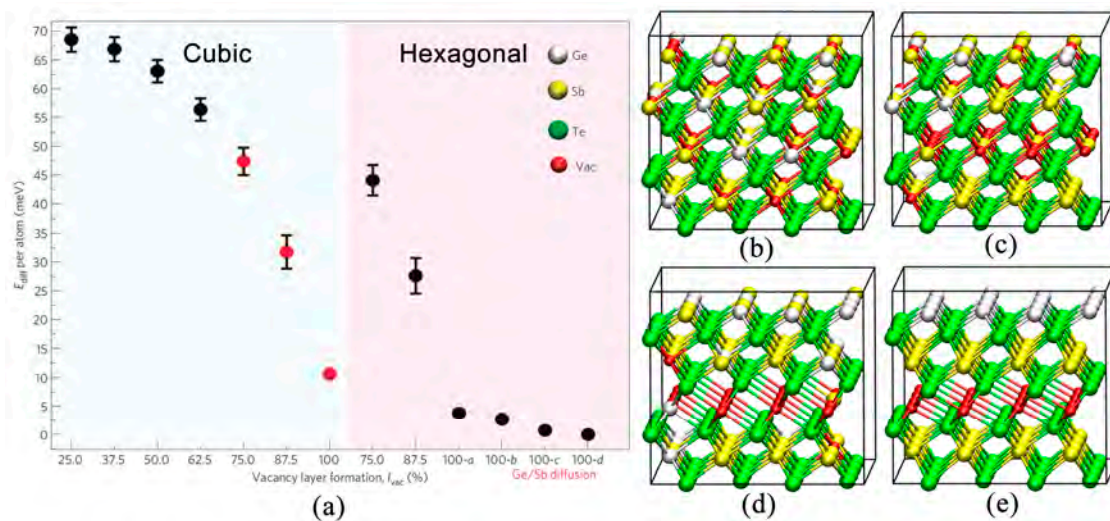 70
65
60
55
50
45
40
35
30
25
20
15
10
5
0
E_diff per atom (meV)
Cubic
Hexagonal
Ge
Sb
Te
Vac
25.0 37.5 50.0 62.5 75.0 87.5 100 75.0 87.5 100-a 100-b 100-c 100-d
Vacancy layer formation, I_vac (%)
Ge/Sb diffusion
(a)
(b)
(c)
(d)
(e)